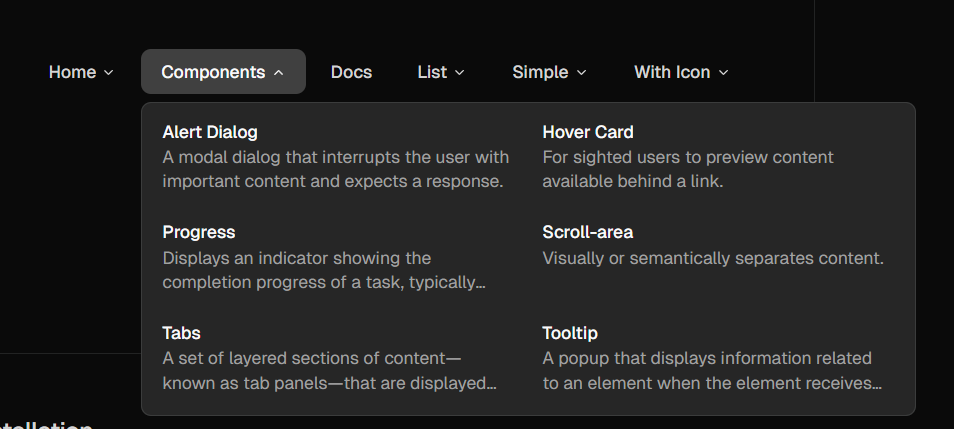 Home
Components
Docs
List
Simple
With Icon
Alert Dialog
A modal dialog that interrupts the user with
important content and expects a response.
Hover Card
For sighted users to preview content
available behind a link.
Progress
Displays an indicator showing the
completion progress of a task, typically...
Scroll-area
Visually or semantically separates content.
Tabs
A set of layered sections of content—
known as tab panels—that are displayed...
Tooltip
A popup that displays information related
to an element when the element receives...